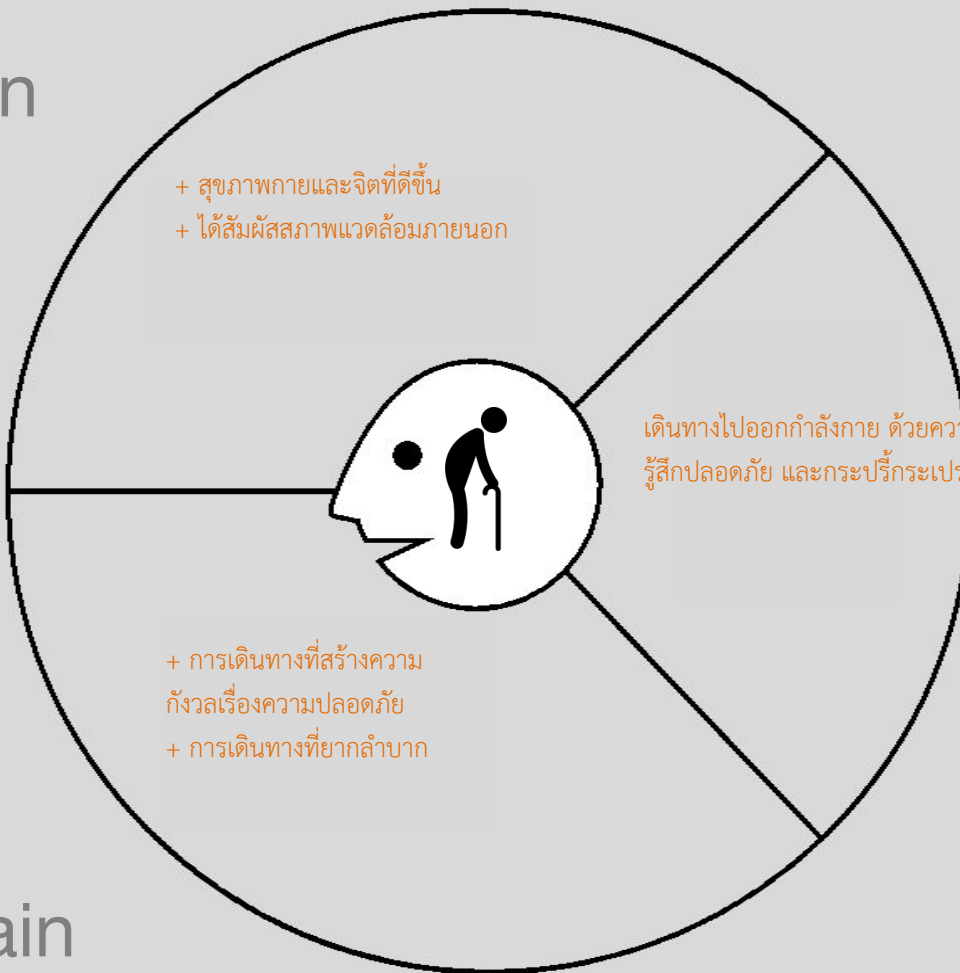 + สุขภาพกายและจิตที่ดีขึ้น
+ ได้สัมผัสสภาพแวดล้อมภายนอก
เดินทางไปออกกำลังกาย ด้วย
รู้สึกปลอดภัย และกระปรี้กระเปร
+ การเดินทางที่สร้างความ
กังวลเรื่องความปลอดภัย
+ การเดินทางที่ยากลำบาก
ain